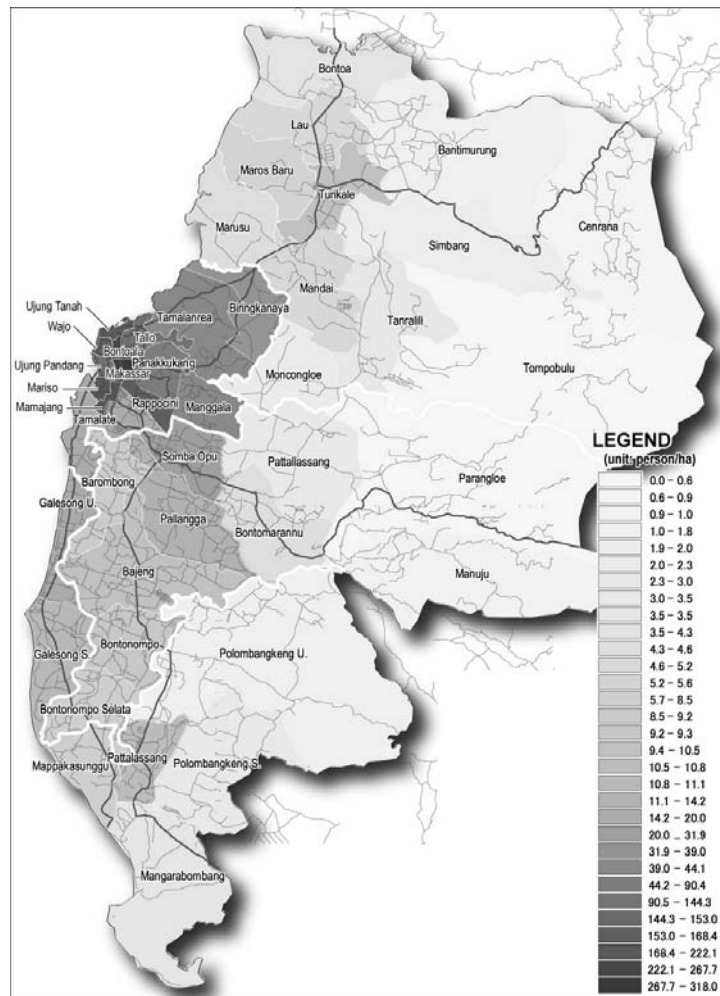 Bontoa
Lau
Bantimurung
Maros Baru
Turikale
Cenrana
Marusu
Simbang
Mandai
Ujung Tanah
Tamalanrea
Biringkanaya
Tanralili
Wajo
Tallo
Bontoala
Ujung Pandang
Panakkukang
Makassar
Moncongloe
Tompobulu
Mariso
Rappocini
Manggala
Mamajang
Tamalate
Somba Opu
Pattallassang
Barombong
Parangloe
Galesong U.
Pallangga
Bontomarannu
Bajeng
Manuju
Bontonompo
Polombangkeng U.
Galesong S.
Bontonompo Selata
Pattalassang
Mappakasunggu
Polombangkeng S.
Mangarabombang
LEGEND
(unit: person/ha)
0.0 – 0.6
0.6 – 0.9
0.9 – 1.0
1.0 – 1.8
1.9 – 2.0
2.0 – 2.3
2.3 – 3.0
3.0 – 3.5
3.5 – 3.5
3.5 – 4.3
4.3 – 4.6
4.6 – 5.2
5.2 – 5.6
5.7 – 8.5
8.5 – 9.2
9.2 – 9.3
9.4 – 10.5
10.5 – 10.8
10.8 – 11.1
11.1 – 14.2
14.2 – 20.0
20.0 – 31.9
31.9 – 39.0
39.0 – 44.1
44.2 – 90.4
90.5 – 144.3
144.3 – 153.0
153.0 – 168.4
168.4 – 222.1
222.1 – 267.7
267.7 – 318.0